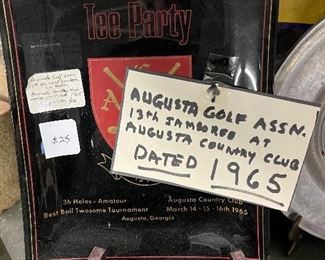 Tee Party
A
$25
AUGUSTA GOLF ASSN.
13th JAMBOREE AT
AUGUSTA COUNTRY CLUB
DATED 1965
36 Holes - Amateur
Best Ball Twosome Tournament
Augusta Country Club
March 14 - 15 - 16th 1965
Augusta, Georgia